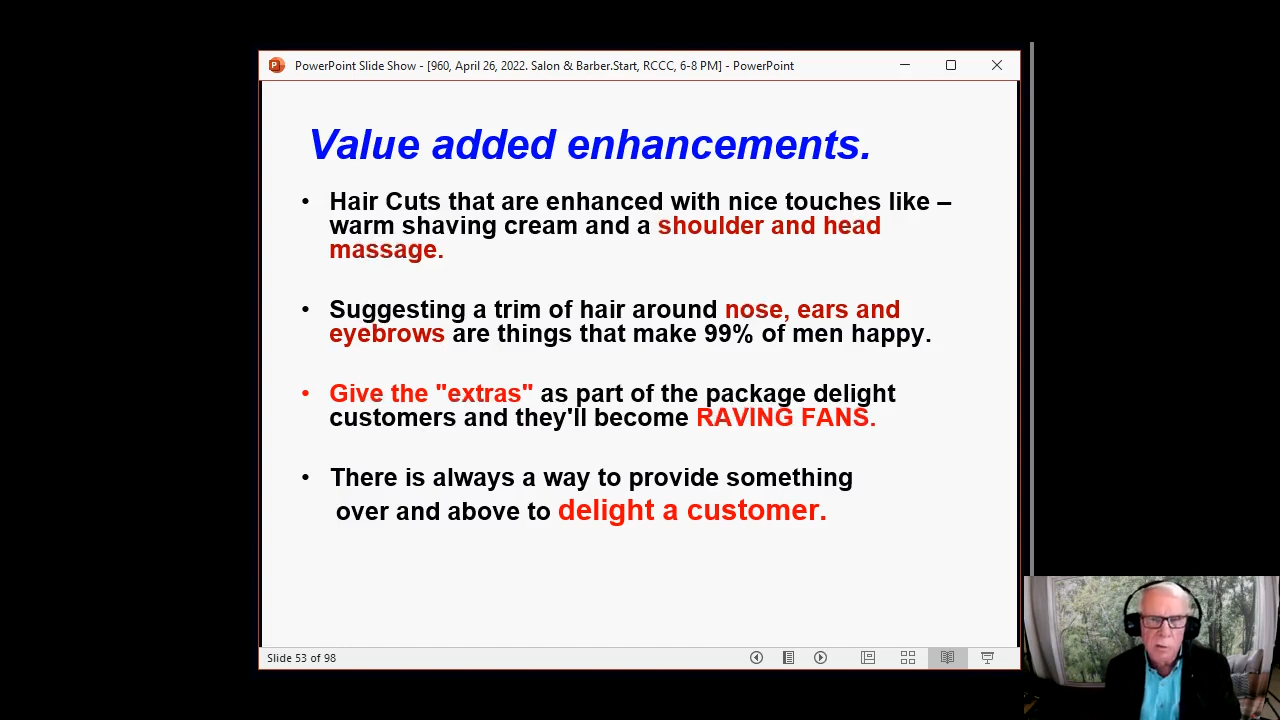 PowerPoint Slide Show - [960, April 26, 2022. Salon & Barber.Start, RCCC, 6-8 PM] - PowerPoint
Value added enhancements.
• Hair Cuts that are enhanced with nice touches like –
warm shaving cream and a shoulder and head
massage.
• Suggesting a trim of hair around nose, ears and
eyebrows are things that make 99% of men happy.
• Give the "extras" as part of the package delight
customers and they'll become RAVING FANS.
• There is always a way to provide something
over and above to delight a customer.
Slide 53 of 98